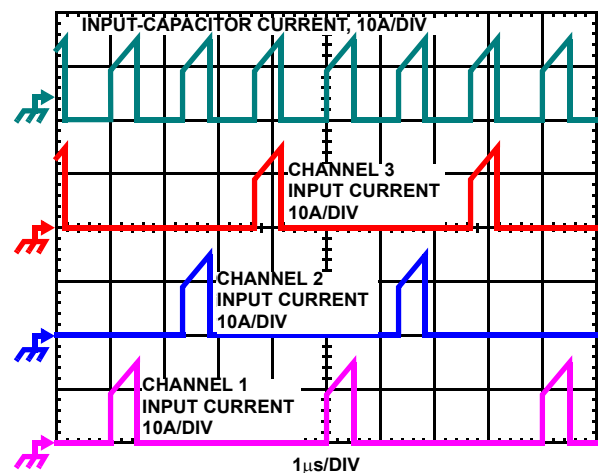 INPUT-CAPACITOR CURRENT, 10A/DIV
CHANNEL 3
INPUT CURRENT
10A/DIV
CHANNEL 2
INPUT CURRENT
10A/DIV
CHANNEL 1
INPUT CURRENT
10A/DIV
1μs/DIV